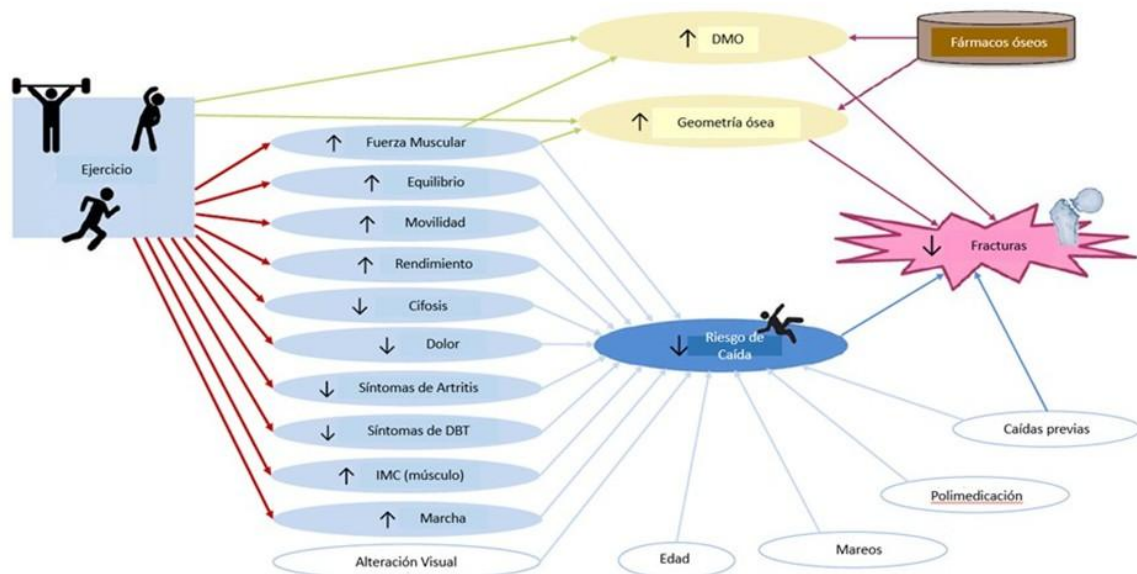 ↑ DMO
Fármacos óseos
↑ Geometría ósea
Ejercicio
↑ Fuerza Muscular
↑ Equilibrio
↑ Movilidad
↑ Rendimiento
↓ Cifosis
↓ Dolor
↓ Síntomas de Artritis
↓ Síntomas de DBT
↑ IMC (músculo)
↑ Marcha
Alteración Visual
↓ Fracturas
↓ Riesgo de
Caída
Caídas previas
Polimedicación
Mareos
Edad